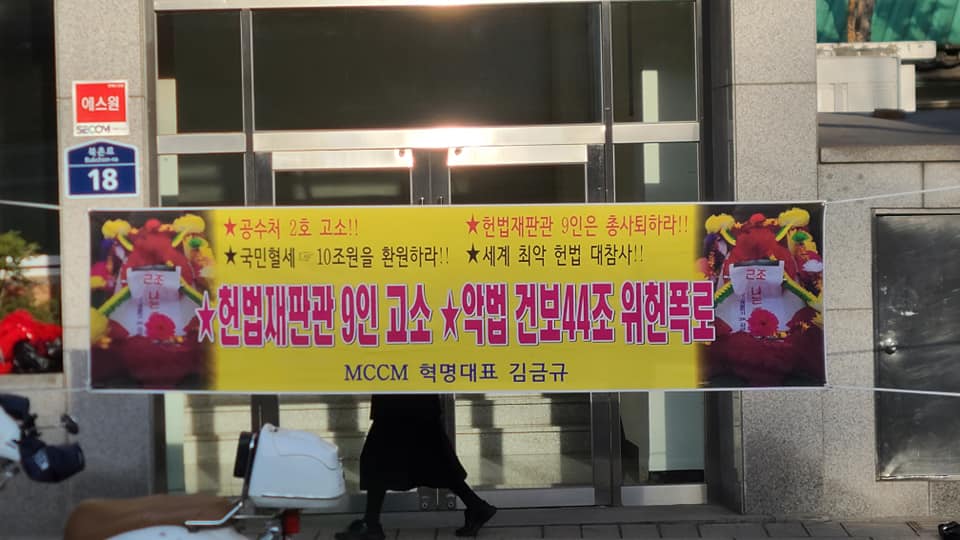 에스원
SECOM
북촌로
Bukchon-ro
18
★공수처 2호 고소!!
★헌법재판관 9인은 총사퇴하라!!
★국민혈세☞10조원을 환원하라!!
★세계 최악 헌법 대참사!!
★헌법재판관 9인 고소 ★악법 건보44조 위헌폭로
MCCM 혁명대표 김금규
근조